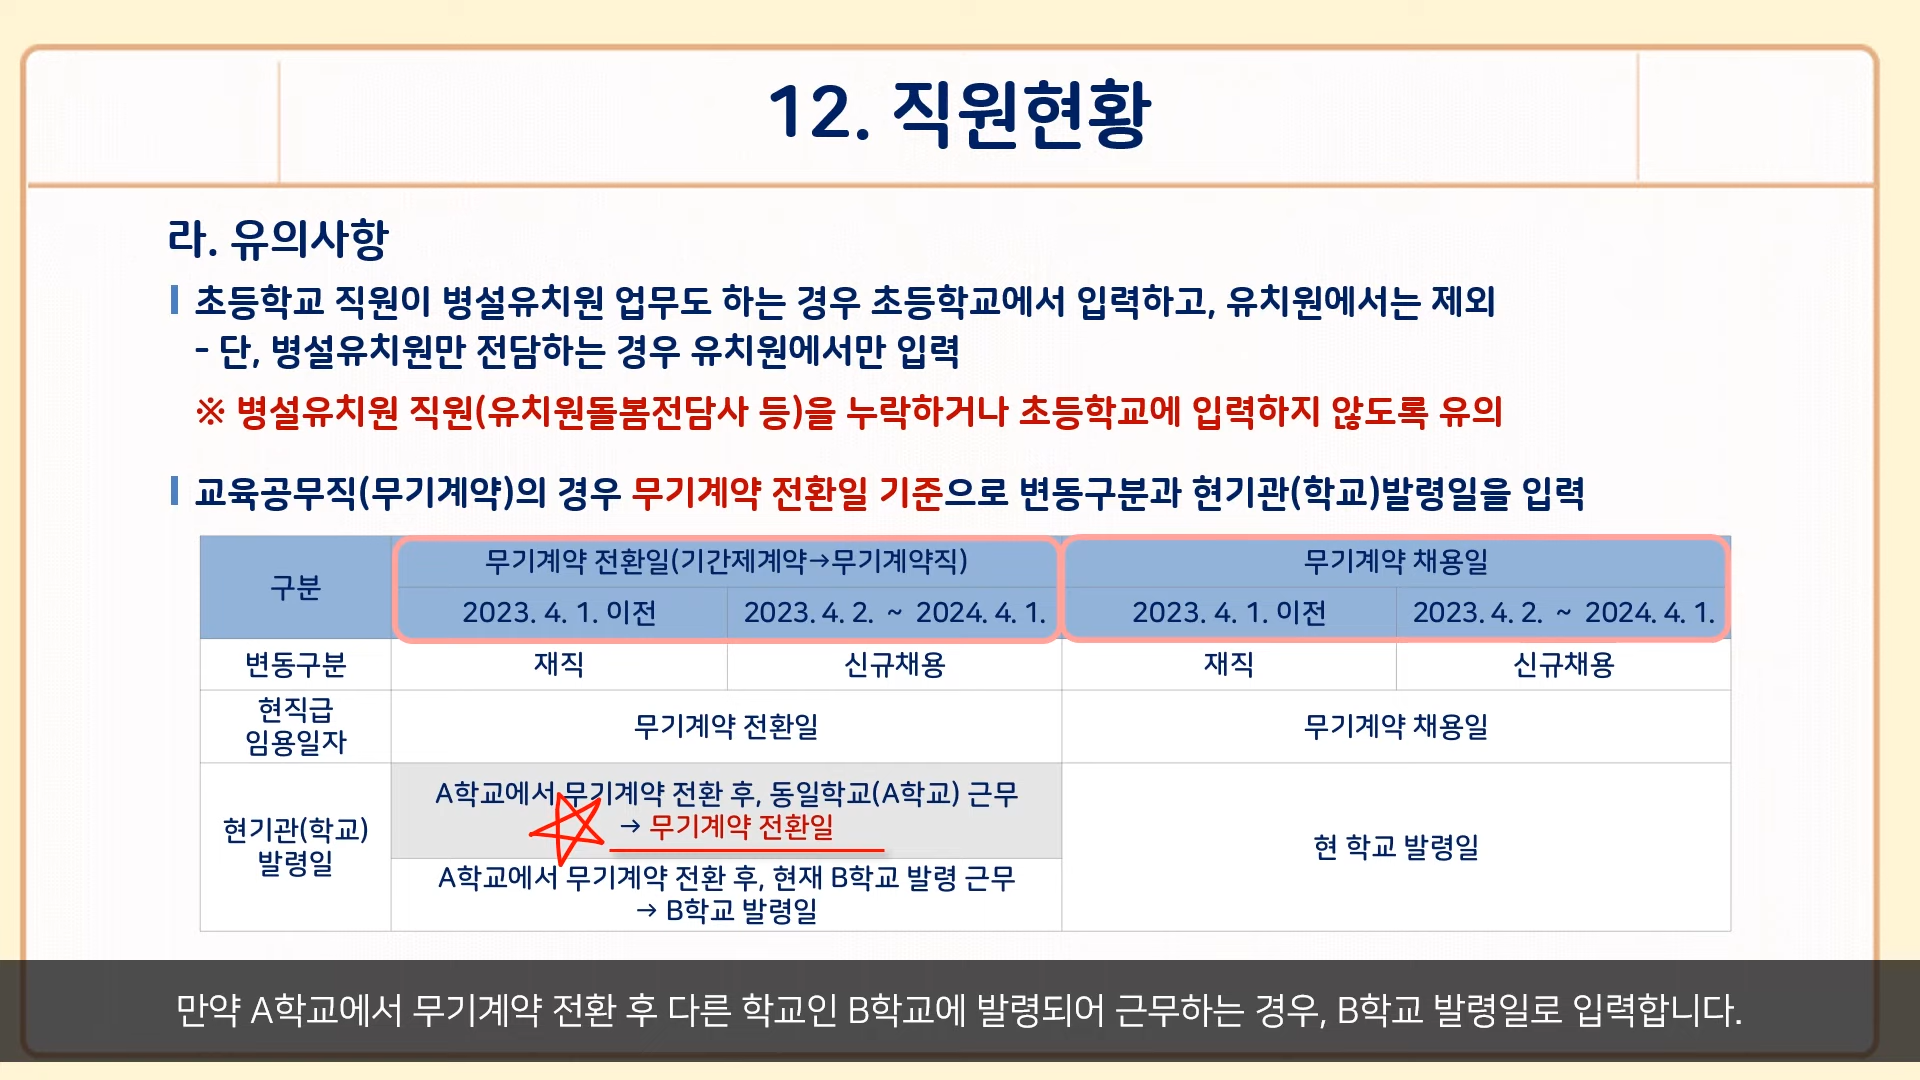 12. 직원현황
라. 유의사항
초등학교 직원이 병설유치원 업무도 하는 경우 초등학교에서 입력하고, 유치원에서는 제외
- 단, 병설유치원만 전담하는 경우 유치원에서만 입력
※ 병설유치원 직원(유치원돌봄전담사 등)을 누락하거나 초등학교에 입력하지 않도록 유의
교육공무직(무기계약)의 경우 무기계약 전환일 기준으로 변동구분과 현기관(학교)발령일을 입력
구분
무기계약 전환일(기간제계약→무기계약직)
무기계약 채용일
2023. 4. 1. 이전
2023. 4. 2. ~ 2024. 4. 1.
2023. 4. 1. 이전
2023. 4. 2. ~ 2024. 4. 1.
변동구분
재직
신규채용
재직
신규채용
현직급
임용일자
무기계약 전환일
무기계약 채용일
현기관(학교)
발령일
A학교에서 무기계약 전환 후, 동일학교(A학교) 근무
→ 무기계약 전환일
A학교에서 무기계약 전환 후, 현재 B학교 발령 근무
→ B학교 발령일
현 학교 발령일
만약 A학교에서 무기계약 전환 후 다른 학교인 B학교에 발령되어 근무하는 경우, B학교 발령일로 입력합니다.